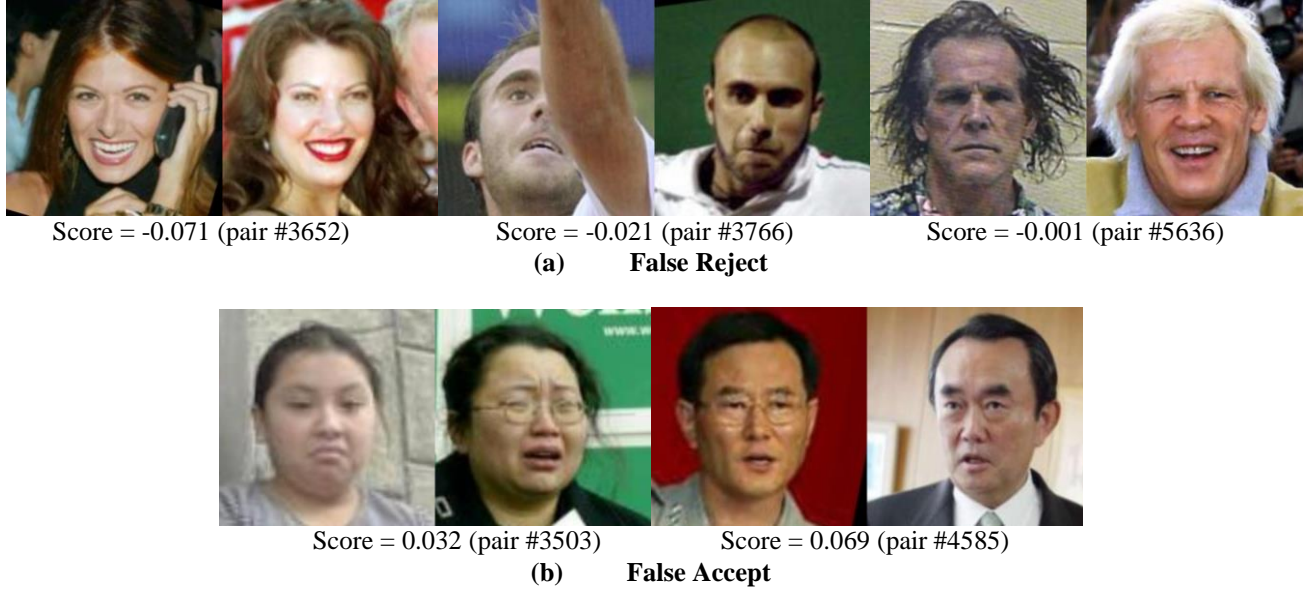 Score = -0.071 (pair #3652)
Score = -0.021 (pair #3766)
Score = -0.001 (pair #5636)
(a) False Reject
www.w
Score = 0.032 (pair #3503)
Score = 0.069 (pair #4585)
(b) False Accept